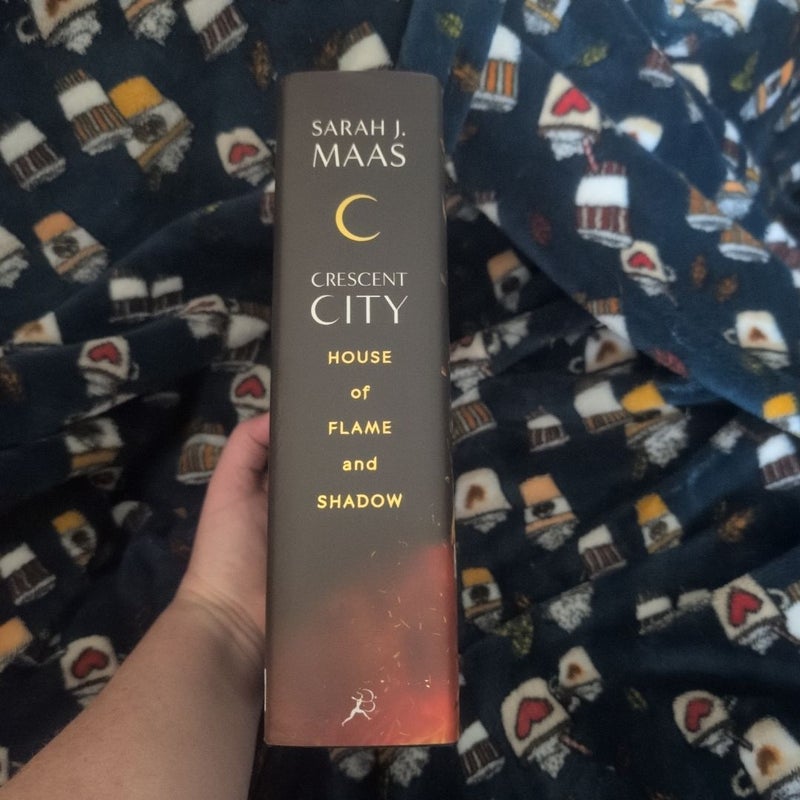 SARAH J.
MAAS
CRESCENT
CITY
HOUSE
of
FLAME
and
SHADOW